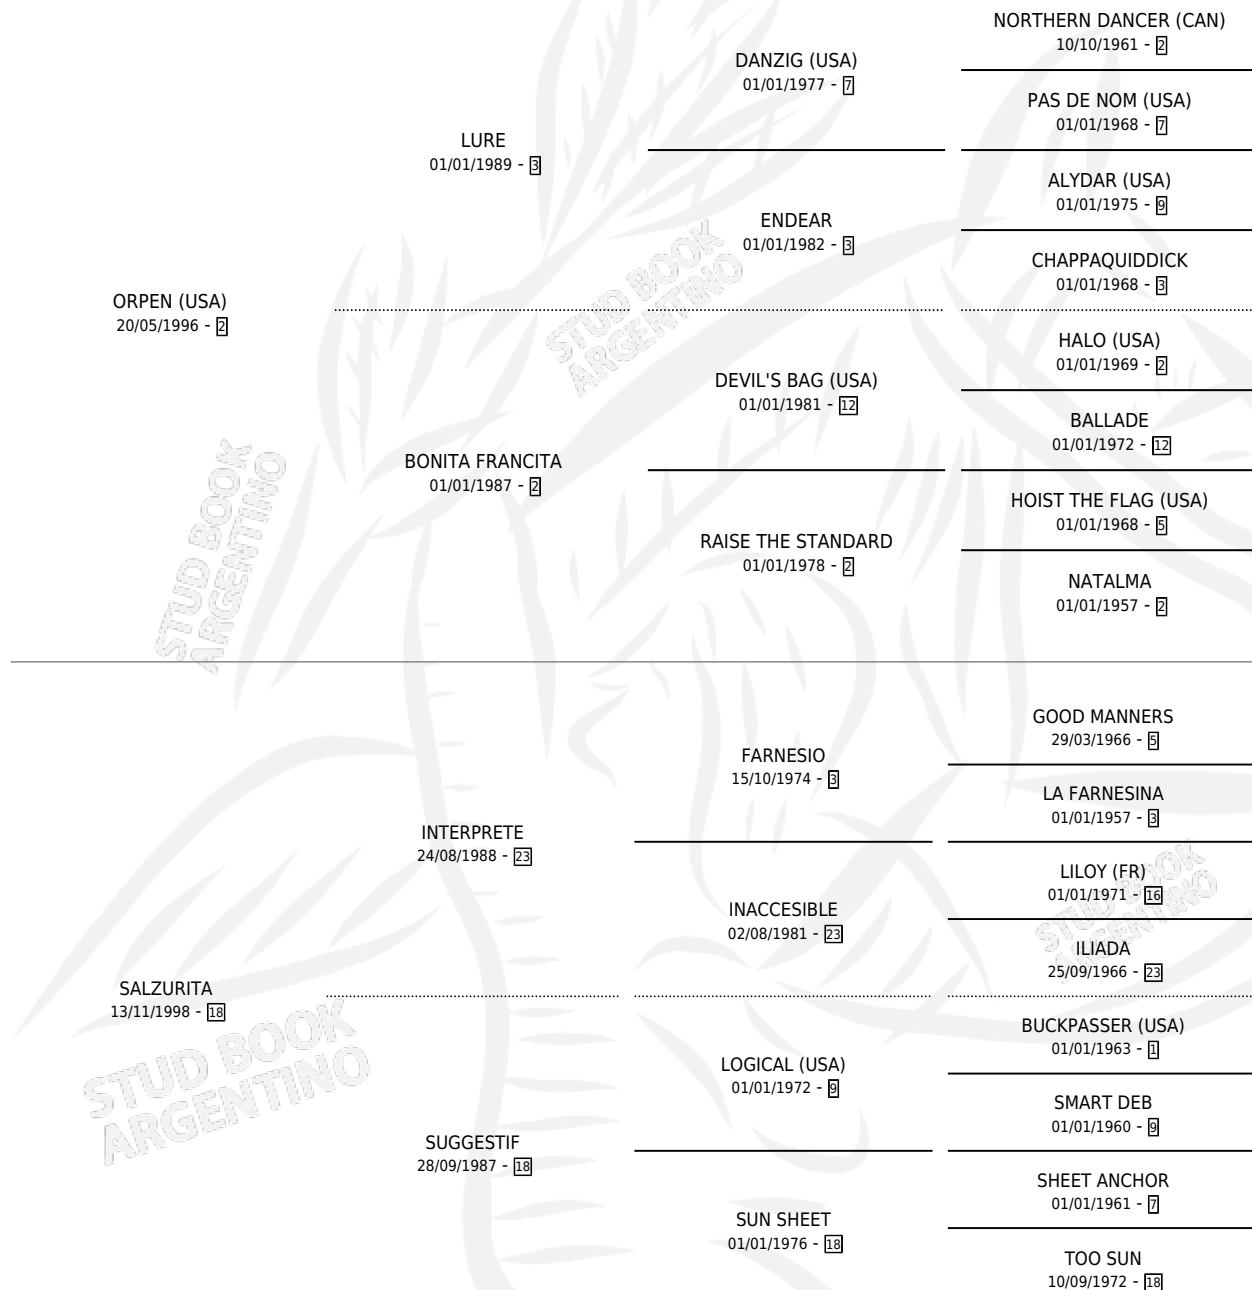 NORTHERN DANCER (CAN)
10/10/1961 - 2
DANZIG (USA)
01/01/1977 - 7
PAS DE NOM (USA)
01/01/1968 - 7
LURE
01/01/1989 - 3
ALYDAR (USA)
01/01/1975 - 9
ENDEAR
01/01/1982 - 3
CHAPPAQUIDDICK
01/01/1968 - 3
ORPEN (USA)
20/05/1996 - 2
HALO (USA)
01/01/1969 - 2
DEVIL'S BAG (USA)
01/01/1981 - 12
BALLADE
01/01/1972 - 12
BONITA FRANCITA
01/01/1987 - 2
HOIST THE FLAG (USA)
01/01/1968 - 5
RAISE THE STANDARD
01/01/1978 - 2
NATALMA
01/01/1957 - 2
GOOD MANNERS
29/03/1966 - 5
FARNESIO
15/10/1974 - 3
LA FARNESINA
01/01/1957 - 3
INTERPRETE
24/08/1988 - 23
LILOY (FR)
01/01/1971 - 16
INACCESIBLE
02/08/1981 - 23
ILIADA
25/09/1966 - 23
SALZURITA
13/11/1998 - 18
BUCKPASSER (USA)
01/01/1963 - 1
LOGICAL (USA)
01/01/1972 - 9
SMART DEB
01/01/1960 - 9
SUGGESTIF
28/09/1987 - 18
SHEET ANCHOR
01/01/1961 - 7
SUN SHEET
01/01/1976 - 18
TOO SUN
10/09/1972 - 18
STUD BOOK
ARGENTINO
STUD BOOK
ARGENTINO
STUD BOOK
ARGENTINO
STUD BOOK
ARGENTINO